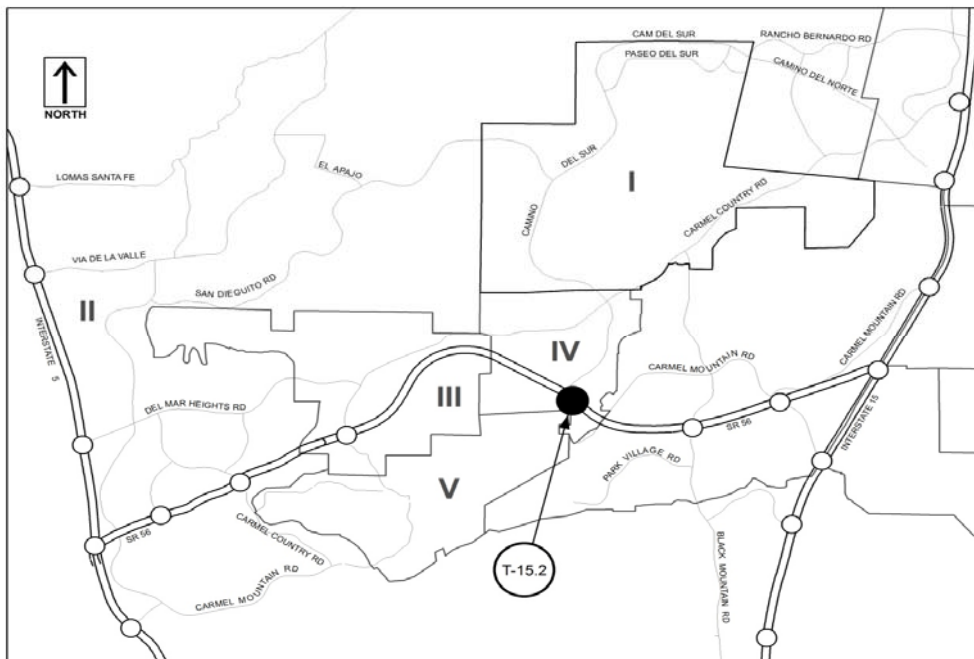 CAM DEL SUR
RANCHO BERNARDO RD
PASEO DEL SUR
CAMINO DEL NORTE
NORTH
DEL SUR
EL APAJO
LOMAS SANTA FE
I
CARMEL COUNTRY RD
CAMINO
VIA DE LA VALLE
SAN DIEGUITO RD
II
CARMEL MOUNTAIN RD
INTERSTATE 5
IV
CARMEL MOUNTAIN RD
III
DEL MAR HEIGHTS RD
SR 56
INTERSTATE 15
PARK VILLAGE RD
V
SR 56
CARMEL COUNTRY RD
BLACK MOUNTAIN RD
T-15.2
CARMEL MOUNTAIN RD